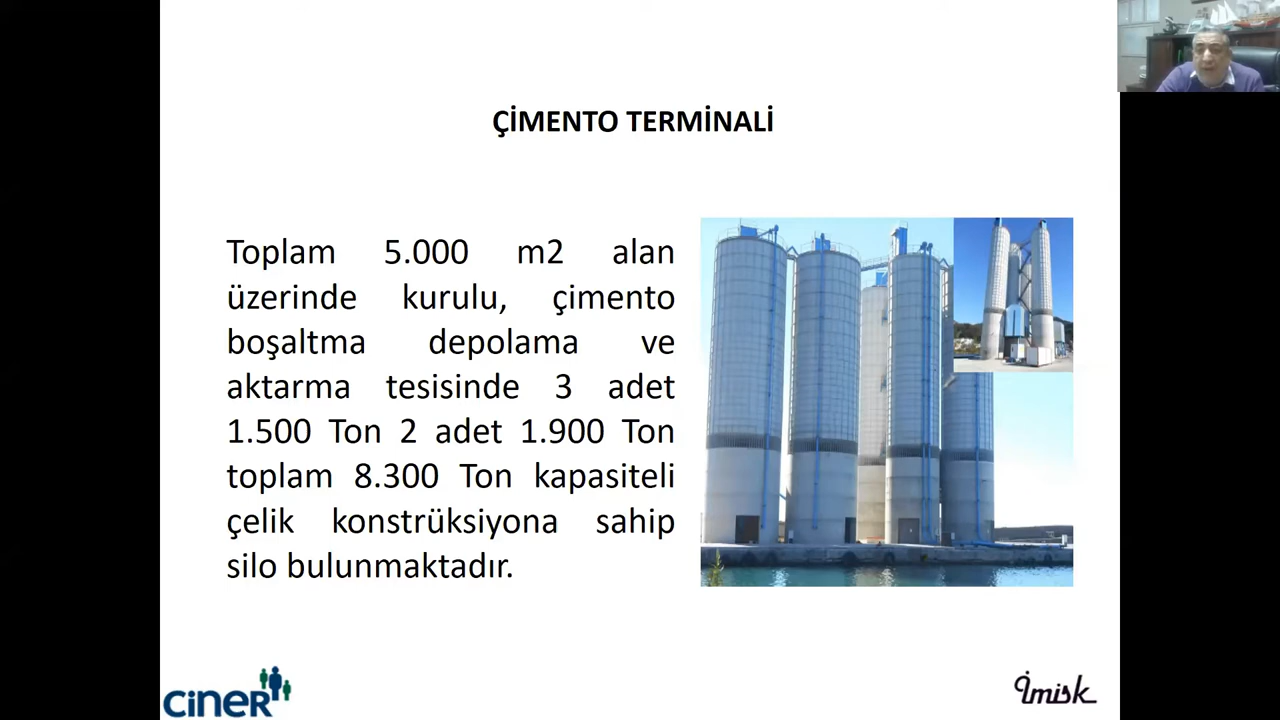 ÇİMENTO TERMİNALİ
Toplam 5.000 m2 alan
üzerinde kurulu, çimento
boşaltma depolama ve
aktarma tesisinde 3 adet
1.500 Ton 2 adet 1.900 Ton
toplam 8.300 Ton kapasiteli
çelik konstrüksiyona sahip
silo bulunmaktadır.
CİNER
İmisk